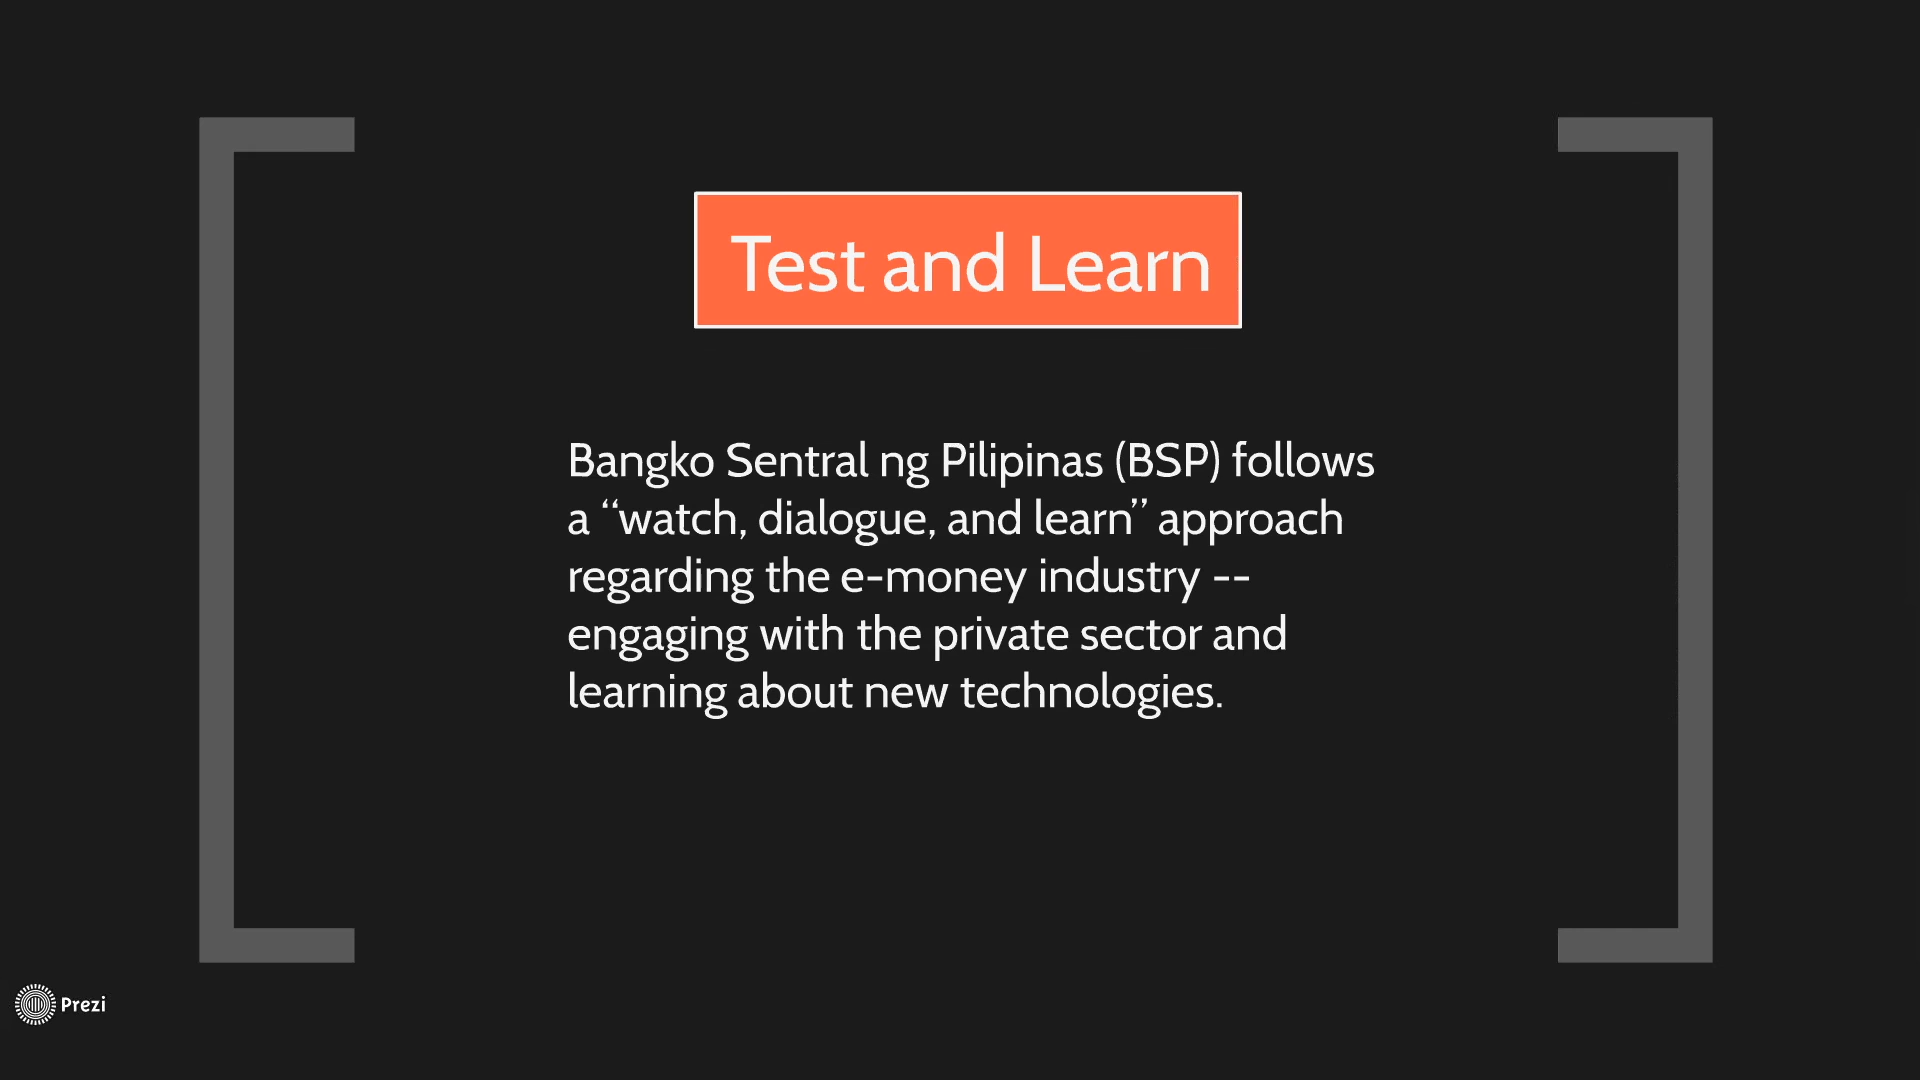 Test and Learn
Bangko Sentral ng Pilipinas (BSP) follows
a “watch, dialogue, and learn” approach
regarding the e-money industry --
engaging with the private sector and
learning about new technologies.
Prezi